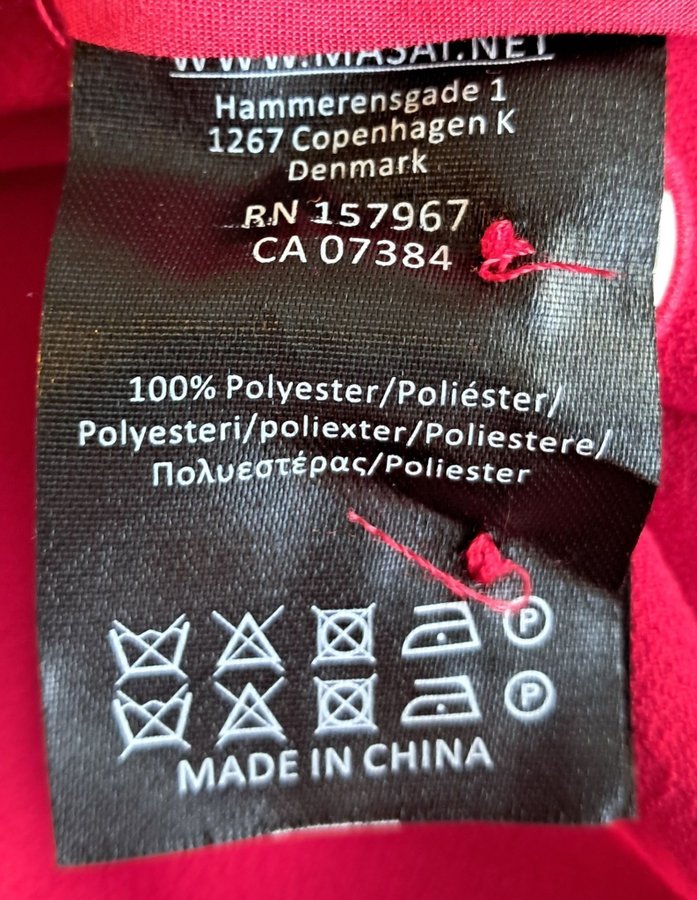 WWW.MASAI.NET
Hammerensgade 1
1267 Copenhagen K
Denmark
RN 157967
CA 07384
100% Polyester/Poliéster/
Polyesteri/poliexter/Poliestere/
Πολυεστέρας/Poliester
P
P
MADE IN CHINA